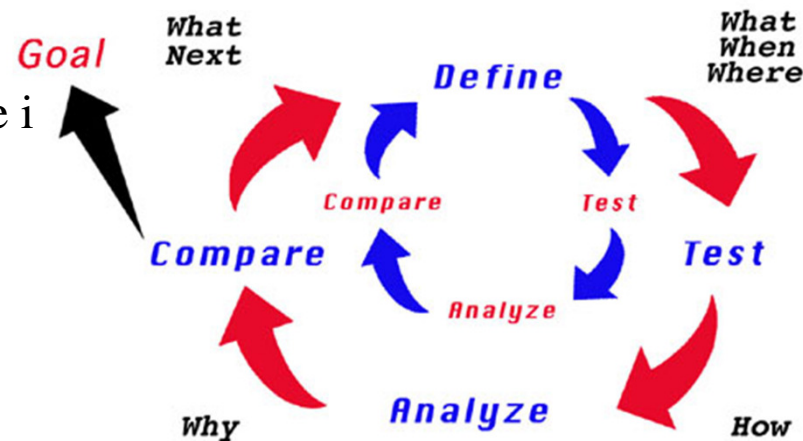 What
Next
Goal
What
When
Where
Define
e i
Compare
Test
Compare
Test
Analyze
Analyze
Why
How